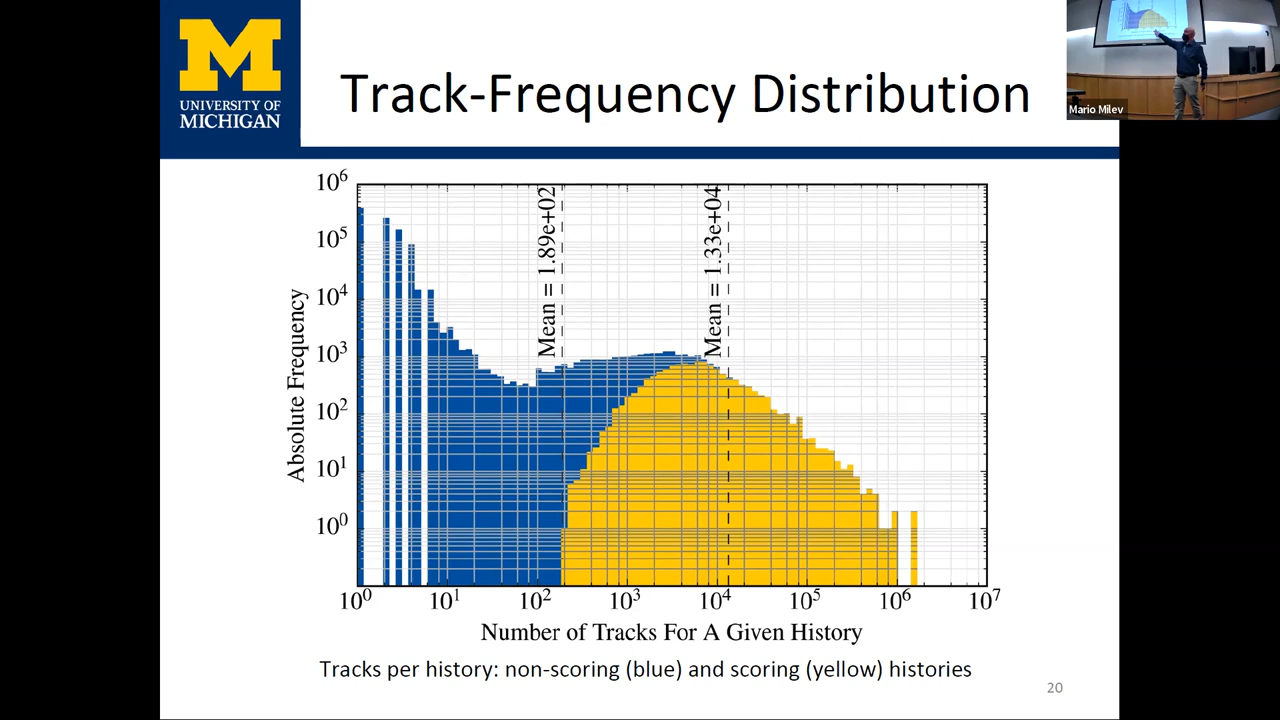 UNIVERSITY OF
MICHIGAN
Track-Frequency Distribution
Mario Milev
Absolute Frequency
10⁶
10⁵
10⁴
10³
10²
10¹
10⁰
Mean = 1.89e+02
Mean = 1.33e+04
10⁰ 10¹ 10² 10³ 10⁴ 10⁵ 10⁶ 10⁷
Number of Tracks For A Given History
Tracks per history: non-scoring (blue) and scoring (yellow) histories
20